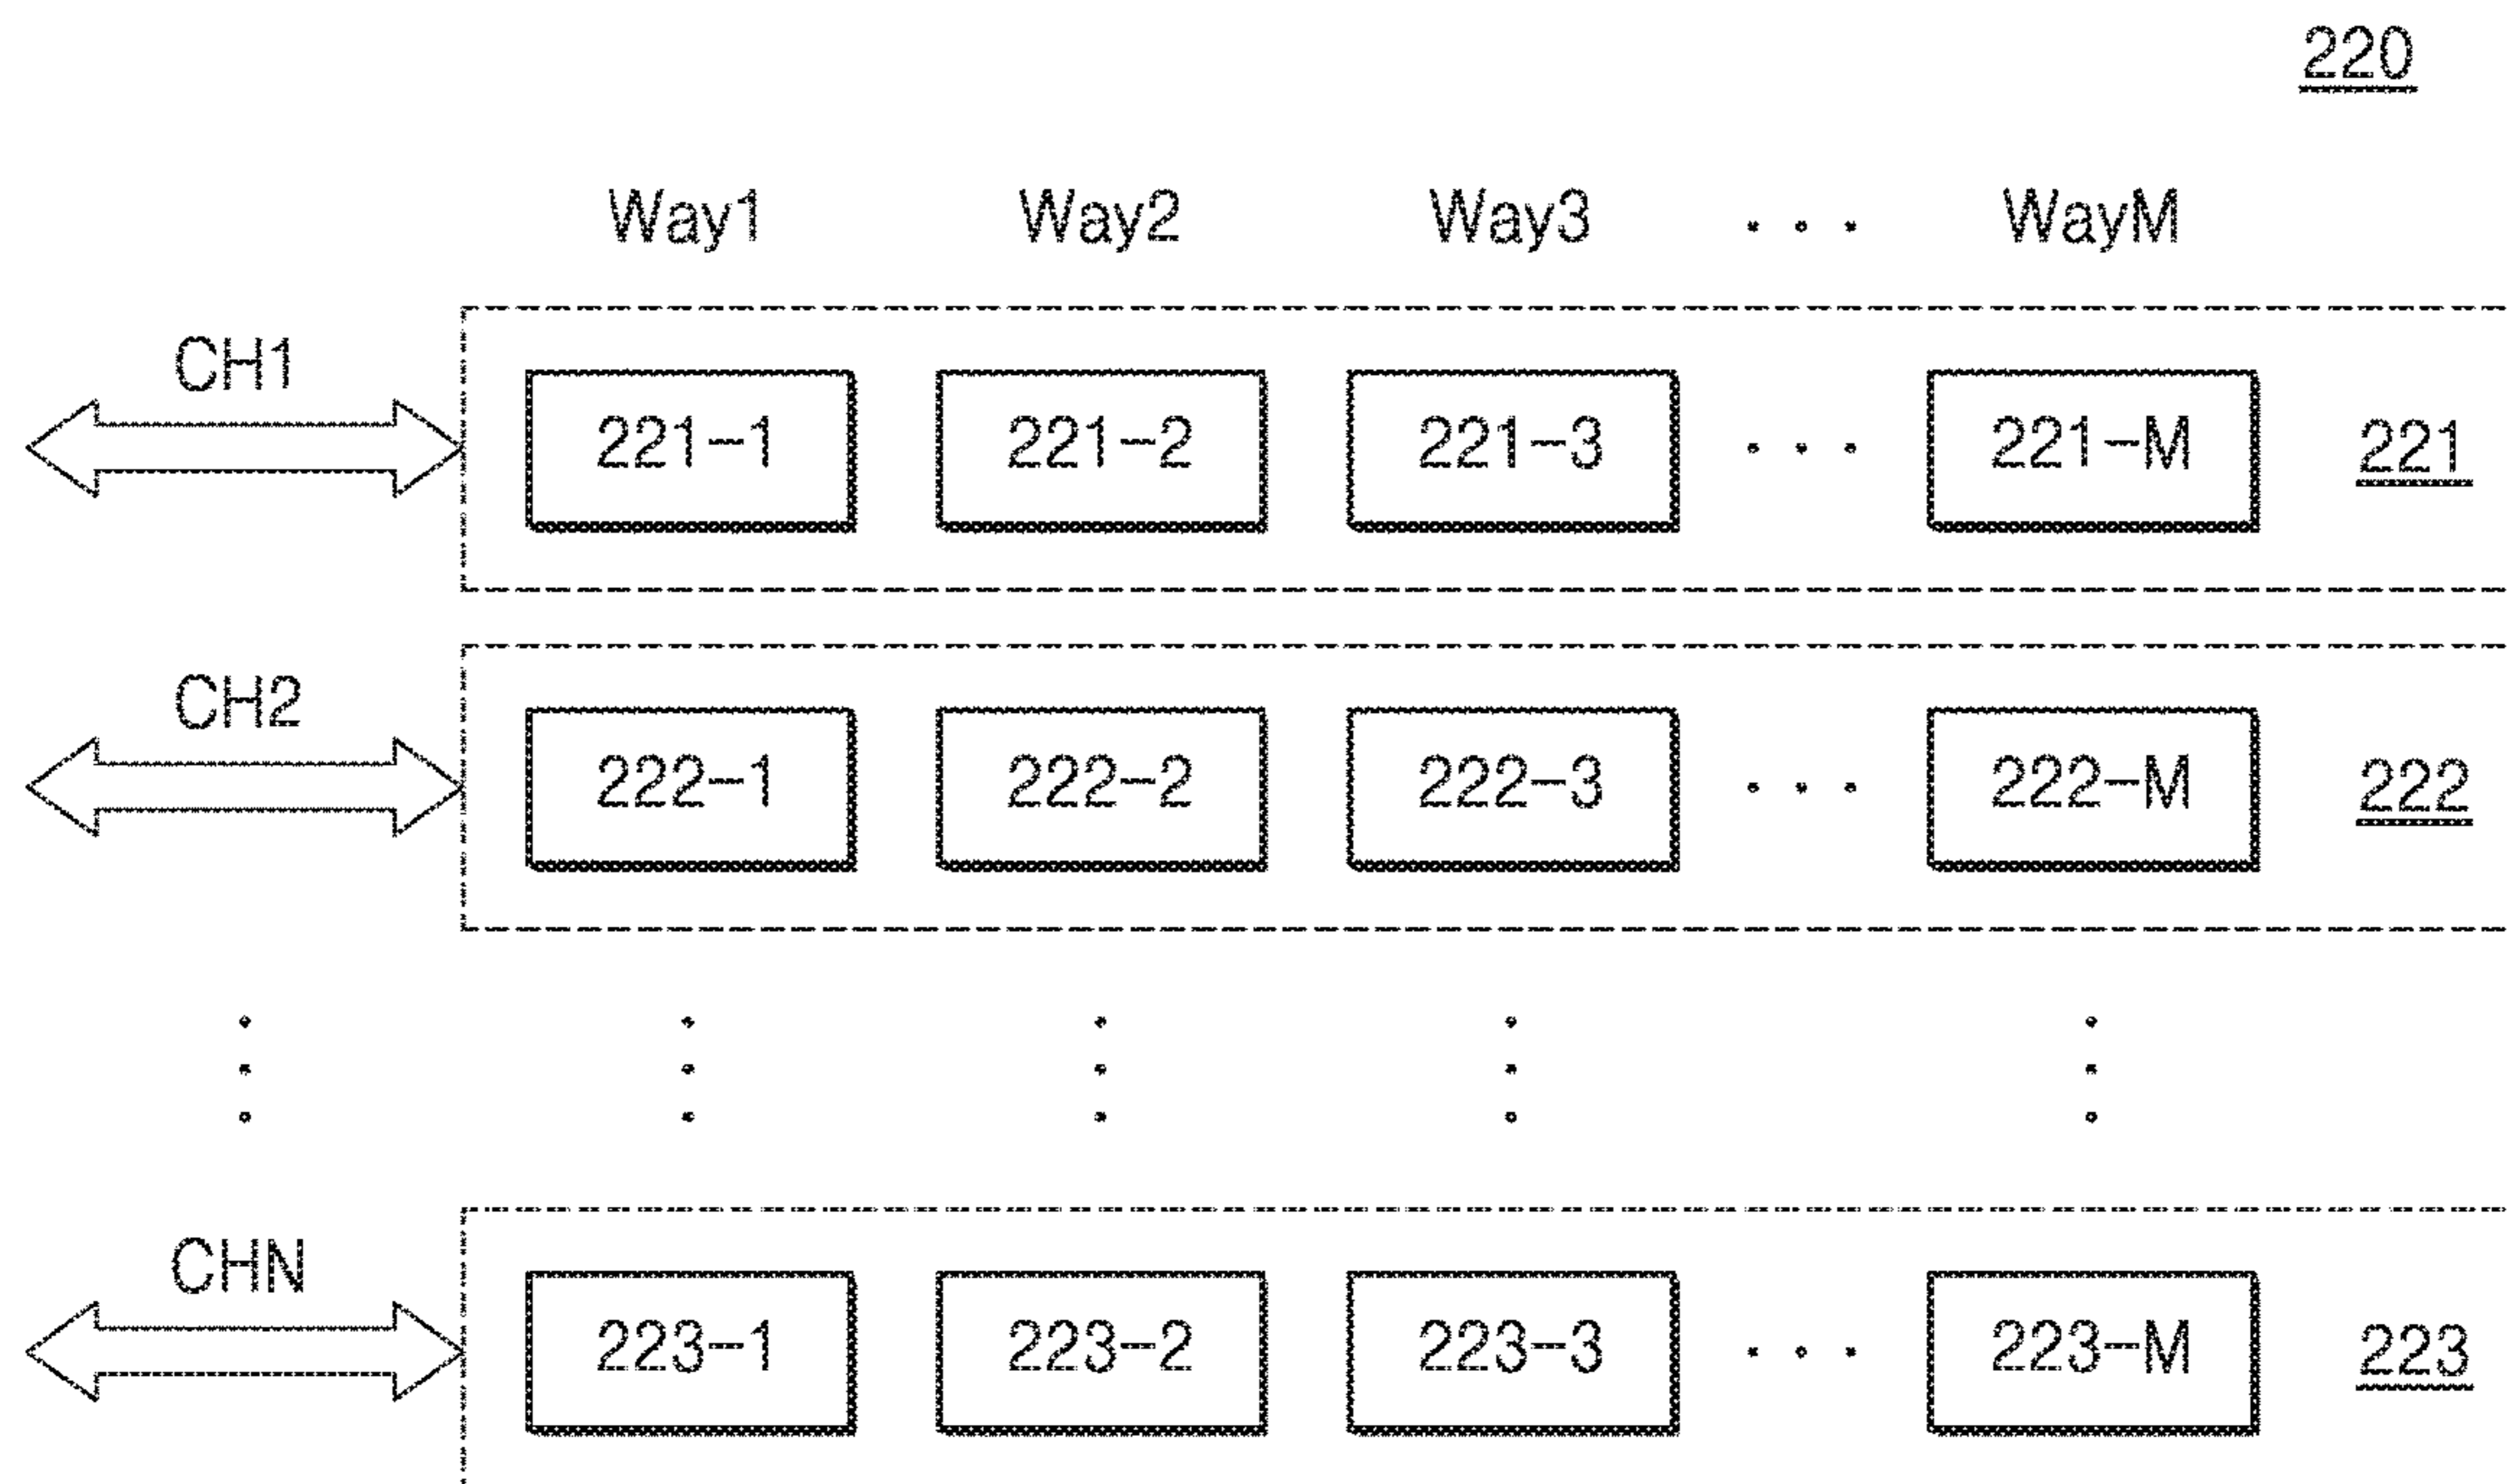 220
Way1 Way2 Way3 · · · WayM
CH1
221-1 221-2 221-3 · · · 221-M 221
CH2
222-1 222-2 222-3 · · · 222-M 222
CHN
223-1 223-2 223-3 · · · 223-M 223